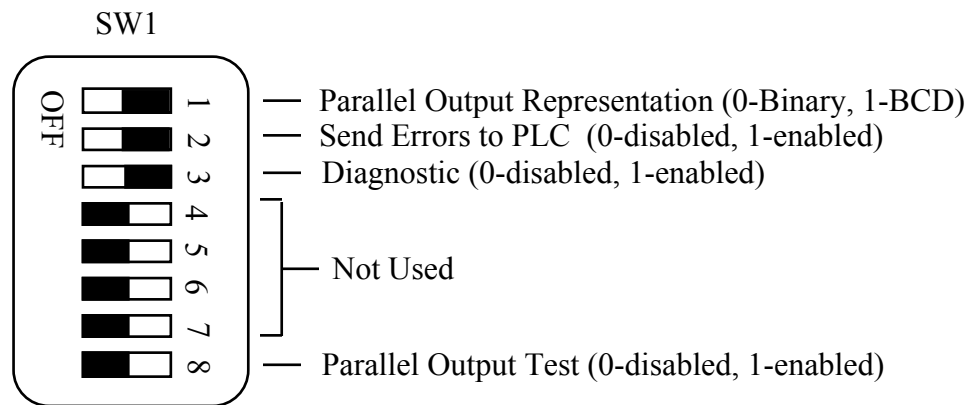 SW1
OFF
1 Parallel Output Representation (0-Binary, 1-BCD)
2 Send Errors to PLC (0-disabled, 1-enabled)
3 Diagnostic (0-disabled, 1-enabled)
4
5
Not Used
6
7
8 Parallel Output Test (0-disabled, 1-enabled)